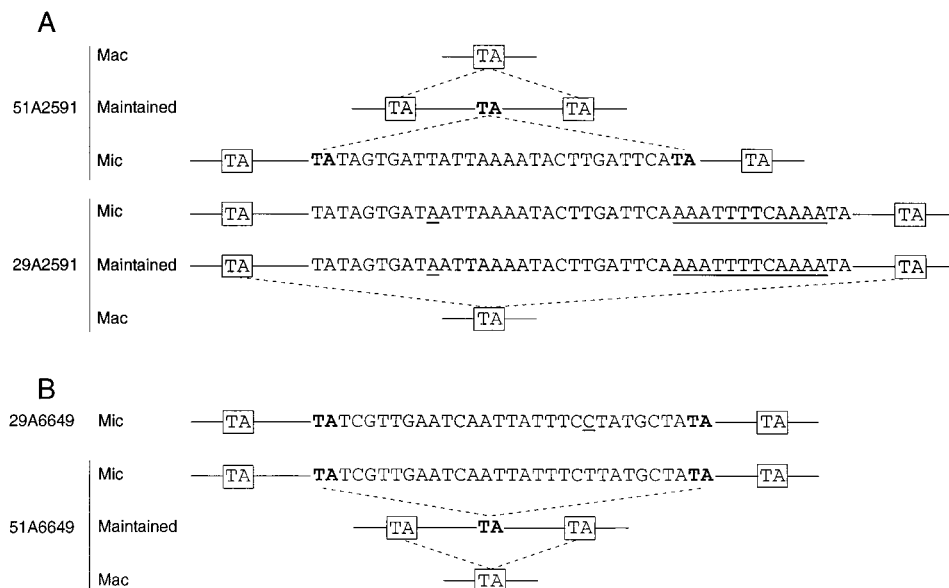 A
Mac TA
51A2591 Maintained TA TA TA
Mic TA TATAGTGATTATTAAAATACTTGATTCATA TA
Mic TA TATAGTGATAATTAAAATACTTGATTCAAAATTTTCAAAATA TA
29A2591 Maintained TA TATAGTGATAATTAAAATACTTGATTCAAAATTTTCAAAATA TA
Mac TA
B
29A6649 Mic TA TATCGTTGAATCAATTATTTCCTATGCTATA TA
Mic TA TATCGTTGAATCAATTATTTCTTATGCTATA TA
51A6649 Maintained TA TA TA
Mac TA